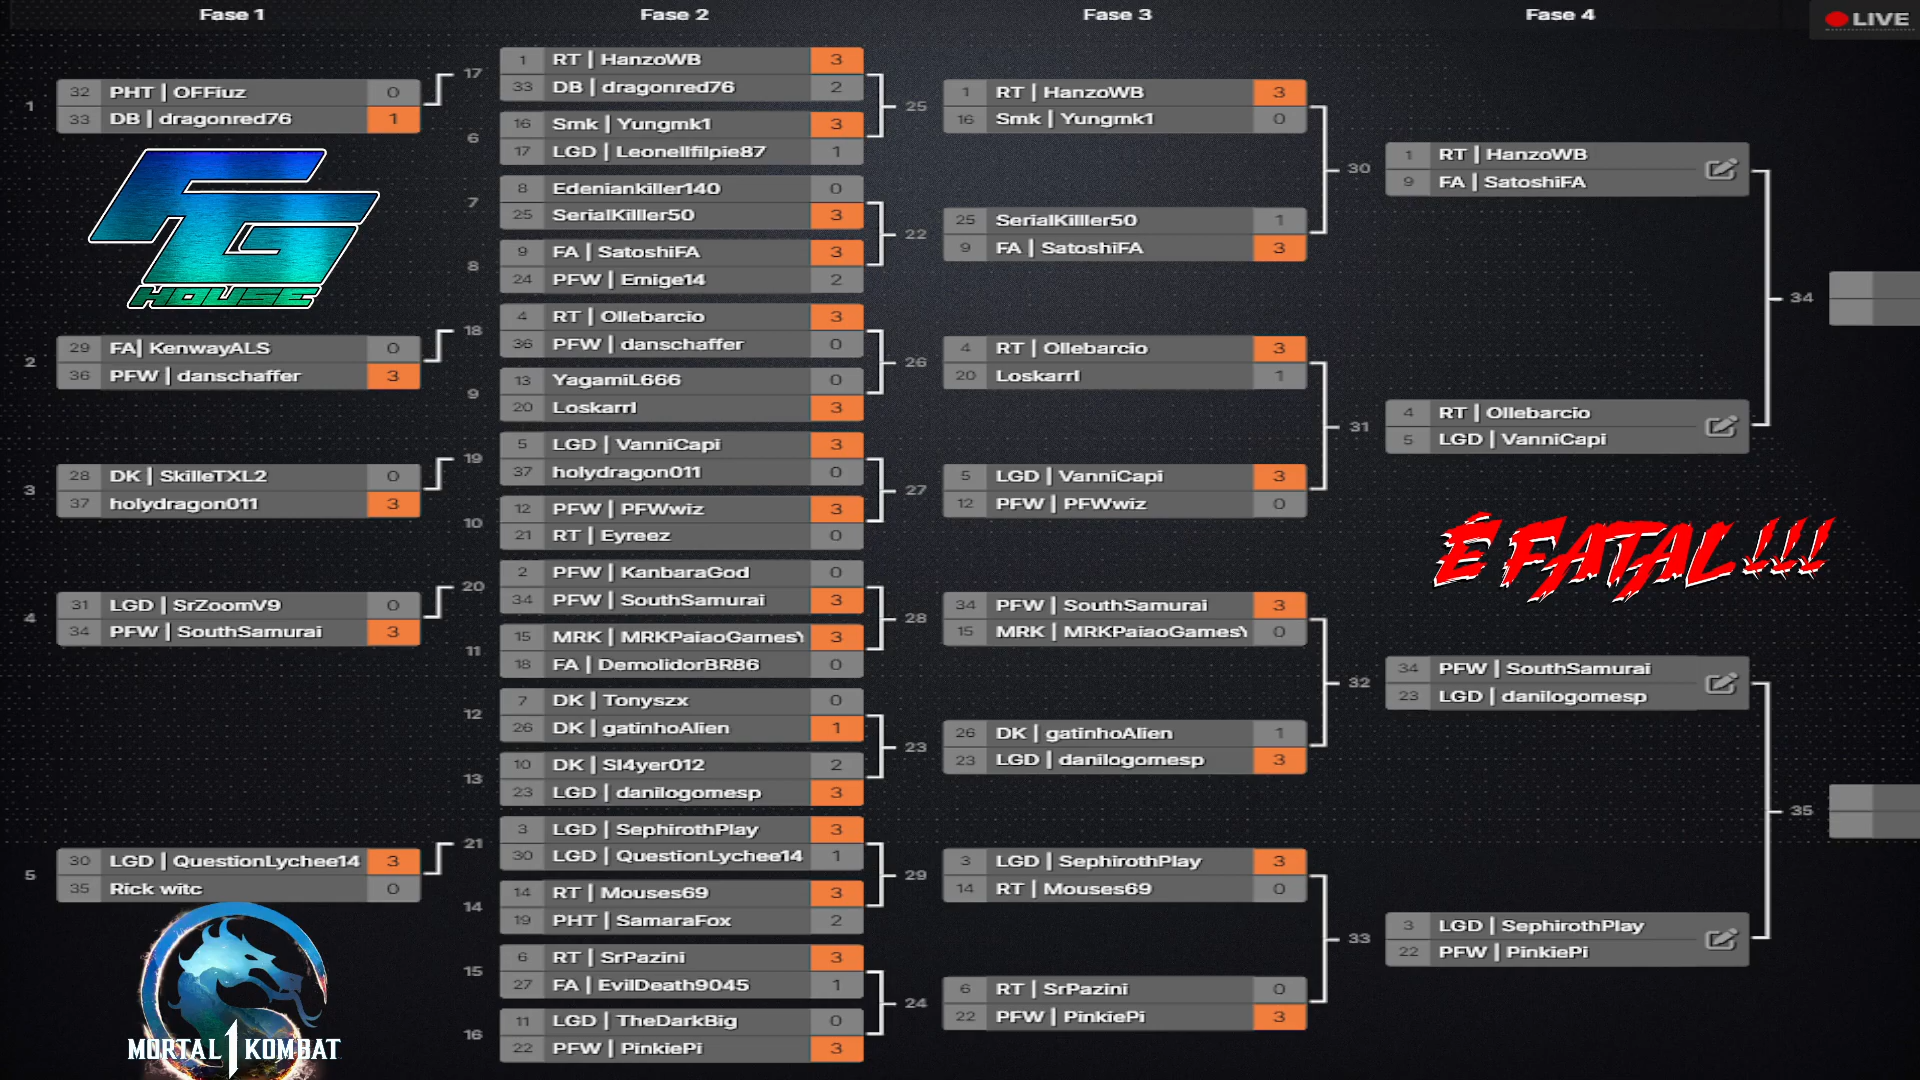 Fase 1 Fase 2 Fase 3 Fase 4 LIVE
1
32 PHT | OFFiuz 0
33 DB | dragonred76 1
FG
HOUSE
2
29 FA| KenwayALS 0
36 PFW | danschaffer 3
3
28 DK | SkilleTXL2 0
37 holydragon011 3
4
31 LGD | SrZoomV9 0
34 PFW | SouthSamurai 3
5
30 LGD | QuestionLychee14 3
35 Rick witc 0
MORTAL 1 KOMBAT
17
1 RT | HanzoWB 3
33 DB | dragonred76 2
6
16 Smk | Yungmk1 3
17 LGD | Leonellfilpie87 1
7
8 Edeniankiller140 0
25 SerialKilller50 3
8
9 FA | SatoshiFA 3
24 PFW | Emige14 2
18
4 RT | Ollebarcio 3
36 PFW | danschaffer 0
9
13 YagamiL666 0
20 Loskarrl 3
19
5 LGD | VanniCapi 3
37 holydragon011 0
10
12 PFW | PFWwiz 3
21 RT | Eyreez 0
20
2 PFW | KanbaraGod 0
34 PFW | SouthSamurai 3
11
15 MRK | MRKPaiaoGamesY 3
18 FA | DemolidorBR86 0
12
7 DK | Tonyszx 0
26 DK | gatinhoAlien 1
13
10 DK | Sl4yer012 2
23 LGD | danilogomesp 3
21
3 LGD | SephirothPlay 3
30 LGD | QuestionLychee14 1
14
14 RT | Mouses69 3
19 PHT | SamaraFox 2
15
6 RT | SrPazini 3
27 FA | EvilDeath9045 1
16
11 LGD | TheDarkBig 0
22 PFW | PinkiePi 3
25
1 RT | HanzoWB 3
16 Smk | Yungmk1 0
22
25 SerialKilller50 1
9 FA | SatoshiFA 3
26
4 RT | Ollebarcio 3
20 Loskarrl 1
27
5 LGD | VanniCapi 3
12 PFW | PFWwiz 0
28
34 PFW | SouthSamurai 3
15 MRK | MRKPaiaoGamesY 0
23
26 DK | gatinhoAlien 1
23 LGD | danilogomesp 3
29
3 LGD | SephirothPlay 3
14 RT | Mouses69 0
24
6 RT | SrPazini 0
22 PFW | PinkiePi 3
30
1 RT | HanzoWB
9 FA | SatoshiFA
31
4 RT | Ollebarcio
5 LGD | VanniCapi
É FATAL!!!
32
34 PFW | SouthSamurai
23 LGD | danilogomesp
33
3 LGD | SephirothPlay
22 PFW | PinkiePi
34
35